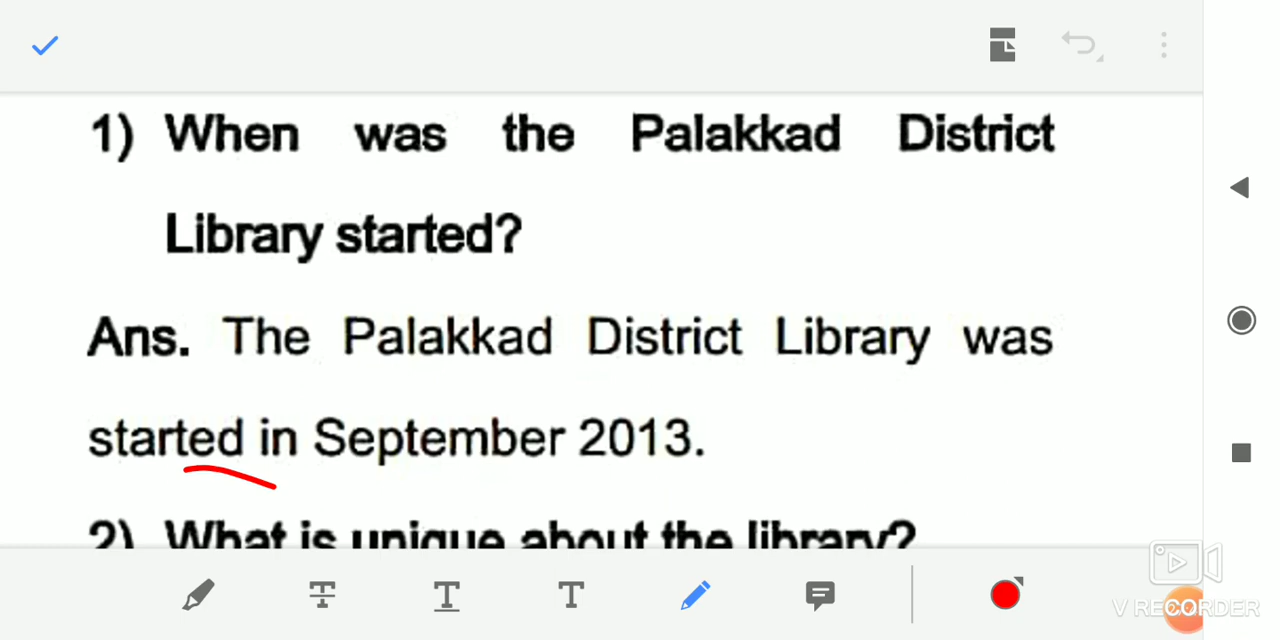 1) When was the Palakkad District
Library started?
Ans. The Palakkad District Library was
started in September 2013.
2) What is unique about the library?
T T T
V RECORDER